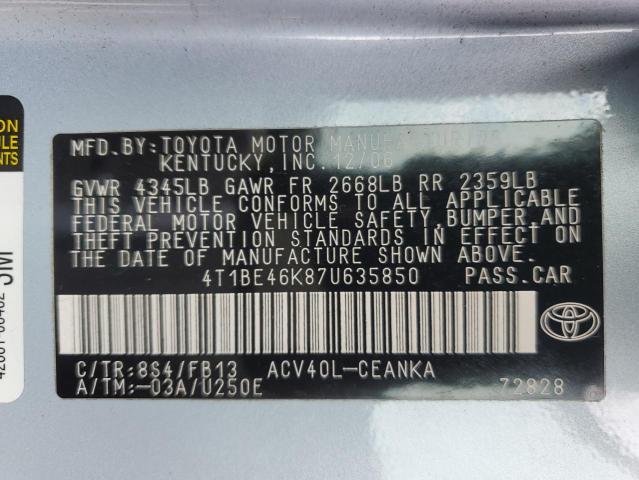 MFD.BY:TOYOTA MOTOR MANUFACTURING
KENTUCKY, INC. 12/06
GVWR 4345LB GAWR FR 2668LB RR 2359LB
THIS VEHICLE CONFORMS TO ALL APPLICABLE
FEDERAL MOTOR VEHICLE SAFETY, BUMPER, AND
THEFT PREVENTION STANDARDS IN EFFECT ON
THE DATE OF MANUFACTURE SHOWN ABOVE.
4T1BE46K87U635850 PASS.CAR
C/TR:8S4/FB13 ACV40L-CEANKA
A/TM:-03A/U250E 72828